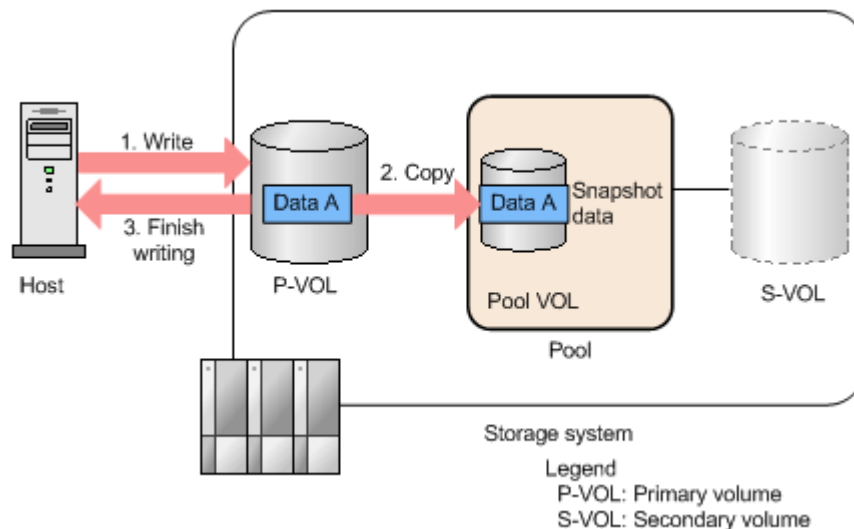 1. Write
2. Copy
Data A
Data A
Snapshot
data
3. Finish
writing
Host
P-VOL
Pool VOL
S-VOL
Pool
Storage system
Legend
P-VOL: Primary volume
S-VOL: Secondary volume